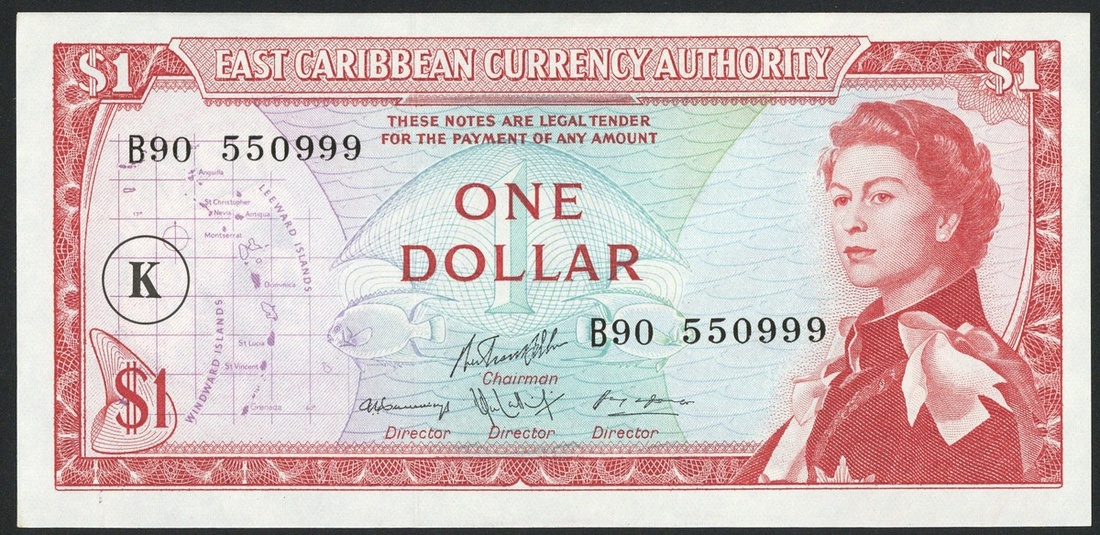 $1 EAST CARIBBEAN CURRENCY AUTHORITY $1
THESE NOTES ARE LEGAL TENDER
FOR THE PAYMENT OF ANY AMOUNT
B90 550999
Anguilla
LEEWARD ISLANDS
St Christopher
Nevis Antigua
17°
Montserrat
ONE
DOLLAR
1
K
Dominica
WINDWARD ISLANDS
St Lucia
St Vincent
Grenada
B90 550999
Chairman
$1
Director Director Director